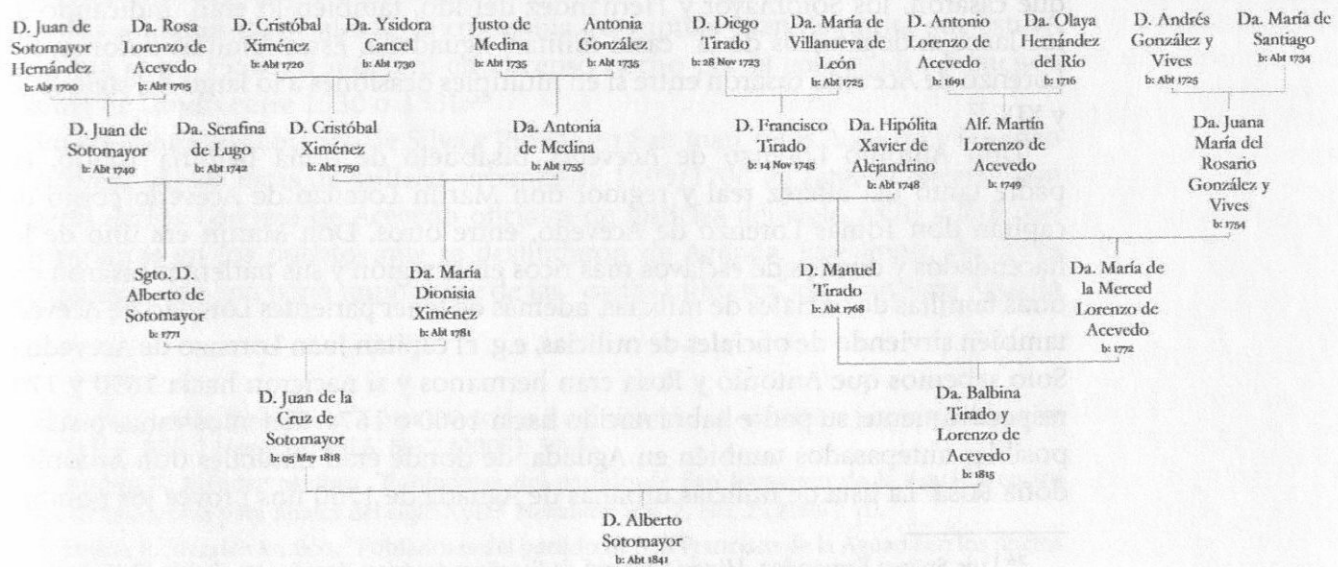 D. Juan de
Sotomayor
Hernández
b: Abt 1700
Da. Rosa
Lorenzo de
Acevedo
b: Abt 1705
D. Cristóbal
Ximénez
b: Abt 1720
Da. Ysidora
Cancel
b: Abt 1730
Justo de
Medina
b: Abt 1735
Antonia
González
b: Abt 1735
D. Diego
Tirado
b: 28 Nov 1723
Da. María de
Villanueva de
León
b: Abt 1725
D. Antonio
Lorenzo de
Acevedo
b: 1691
Da. Olaya
Hernández
del Río
b: 1716
D. Andrés
González y
Vives
b: Abt 1725
Da. María de
Santiago
b: Abt 1734
D. Juan de
Sotomayor
b: Abt 1740
Da. Serafina
de Lugo
b: Abt 1742
D. Cristóbal
Ximénez
b: Abt 1750
Da. Antonia
de Medina
b: Abt 1755
D. Francisco
Tirado
b: 14 Nov 1745
Da. Hipólita
Xavier de
Alejandrino
b: Abt 1748
Alf. Martín
Lorenzo de
Acevedo
b: 1749
Da. Juana
María del
Rosario
González y
Vives
b: 1754
Sgto. D.
Alberto de
Sotomayor
b: 1771
Da. María
Dionisia
Ximénez
b: Abt 1781
D. Manuel
Tirado
b: Abt 1768
Da. María de
la Merced
Lorenzo de
Acevedo
b: 1772
D. Juan de la
Cruz de
Sotomayor
b: 05 May 1818
Da. Balbina
Tirado y
Lorenzo de
Acevedo
b: 1815
D. Alberto
Sotomayor
b: Abt 1841